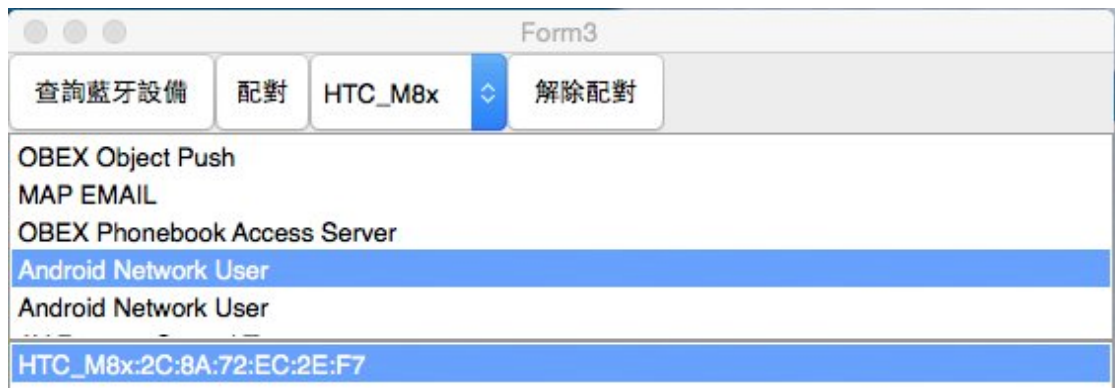 Form3
查詢藍牙設備 配對 HTC_M8x 解除配對
OBEX Object Push
MAP EMAIL
OBEX Phonebook Access Server
Android Network User
Android Network User
HTC_M8x:2C:8A:72:EC:2E:F7